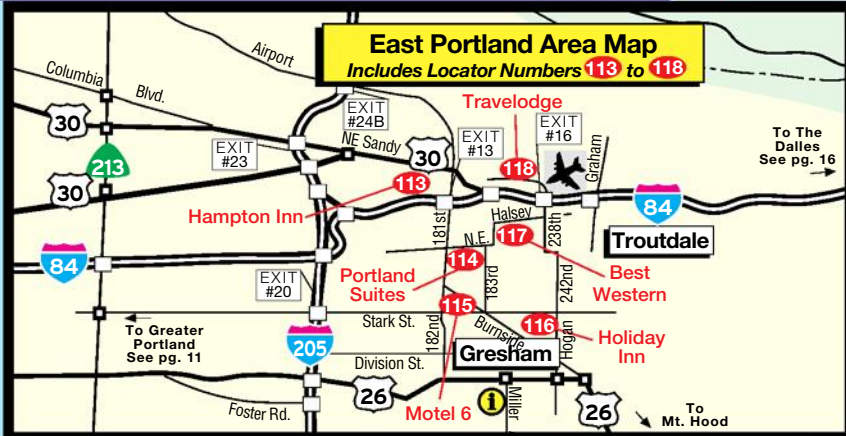 East Portland Area Map
Includes Locator Numbers 113 to 118
Airport
Columbia
Blvd.
30
213
30
84
EXIT
#24B
EXIT
#23
NE Sandy
30
EXIT
#13
Travelodge
EXIT
#16
118
Graham
To The
Dalles
See pg. 16
84
Troutdale
113
Hampton Inn
181st
Halsey
N.E.
117
238th
Best
Western
114
Portland
Suites
183rd
242nd
EXIT
#20
115
Stark St.
182nd
Burnside
116
Hogan
Holiday
Inn
To Greater
Portland
See pg. 11
205
Division St.
Gresham
26
Foster Rd.
Motel 6
i
Miller
26
To
Mt. Hood